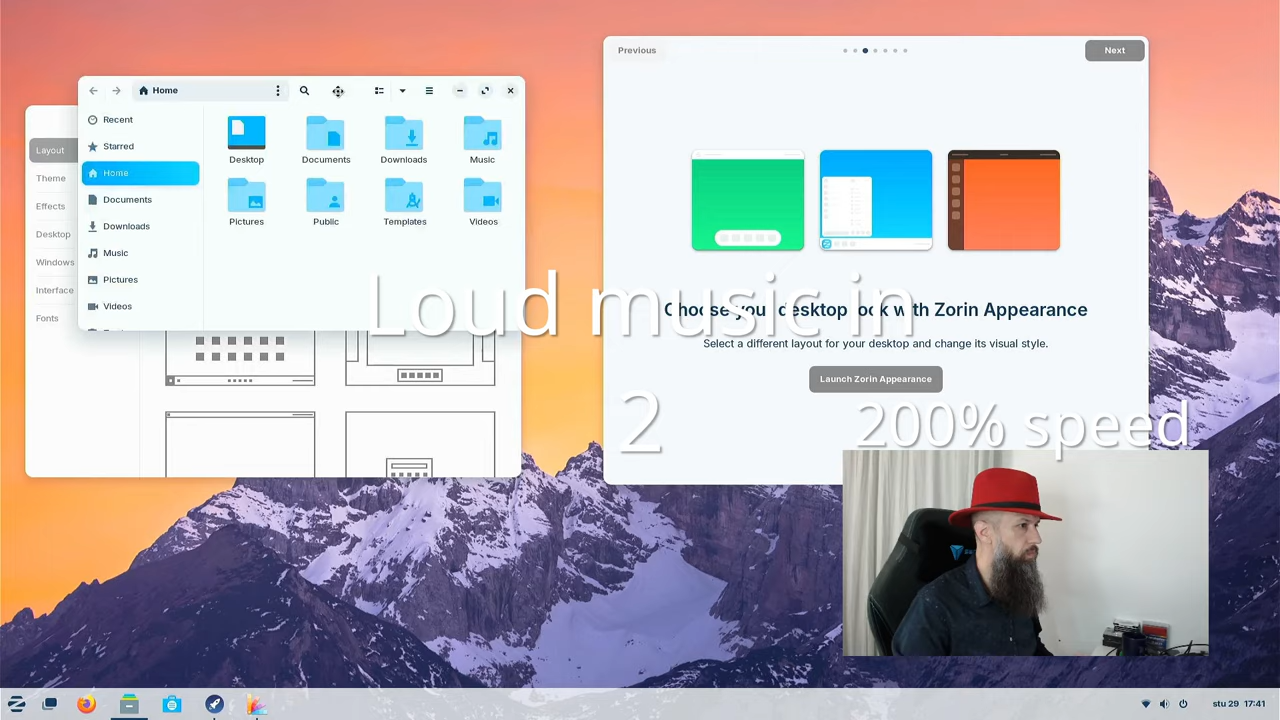 Previous
Next
Home
Recent
Starred
Home
Documents
Downloads
Music
Pictures
Videos
Desktop
Documents
Downloads
Music
Pictures
Public
Templates
Videos
Layout
Theme
Effects
Desktop
Windows
Interface
Fonts
Loud music in
2
200% speed
Choose your desktop look with Zorin Appearance
Select a different layout for your desktop and change its visual style.
Launch Zorin Appearance
stu 29 17:41